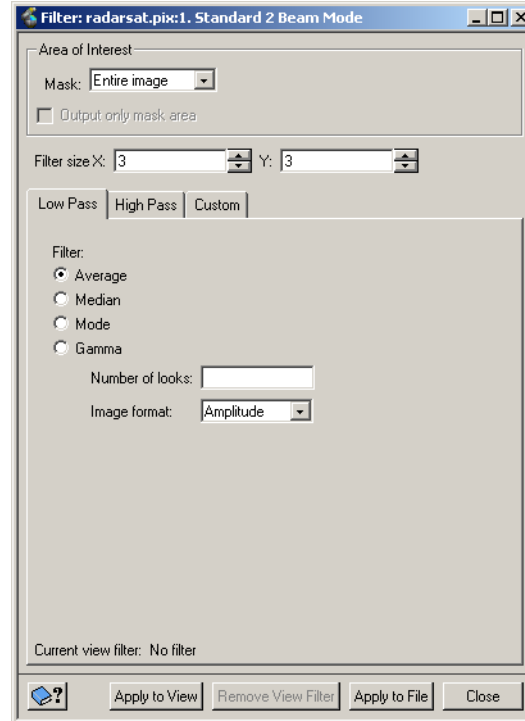 Filter: radarsat.pix:1. Standard 2 Beam Mode
Area of Interest
Mask: Entire image
Output only mask area
Filter size X: 3 Y: 3
Low Pass High Pass Custom
Filter:
Average
Median
Mode
Gamma
Number of looks:
Image format: Amplitude
Current view filter: No filter
? Apply to View Remove View Filter Apply to File Close